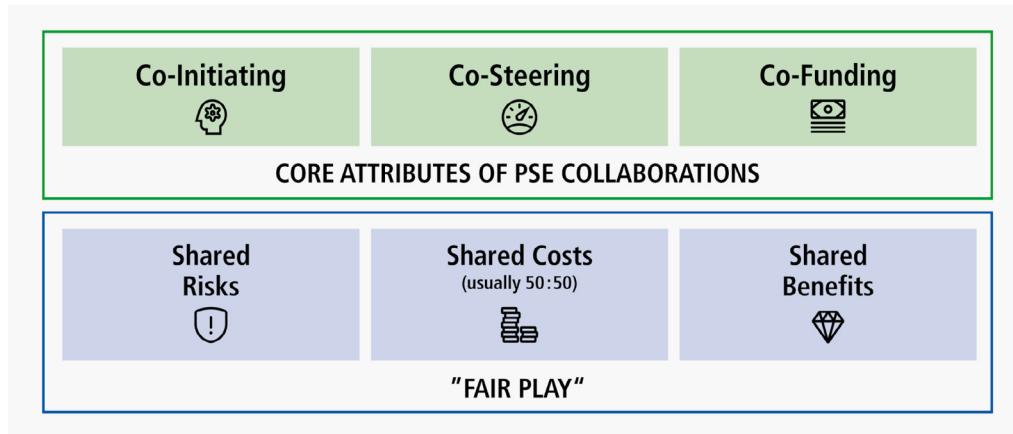 Co-Initiating
Co-Steering
Co-Funding
CORE ATTRIBUTES OF PSE COLLABORATIONS
Shared
Risks
Shared Costs
(usually 50:50)
Shared
Benefits
”FAIR PLAY“